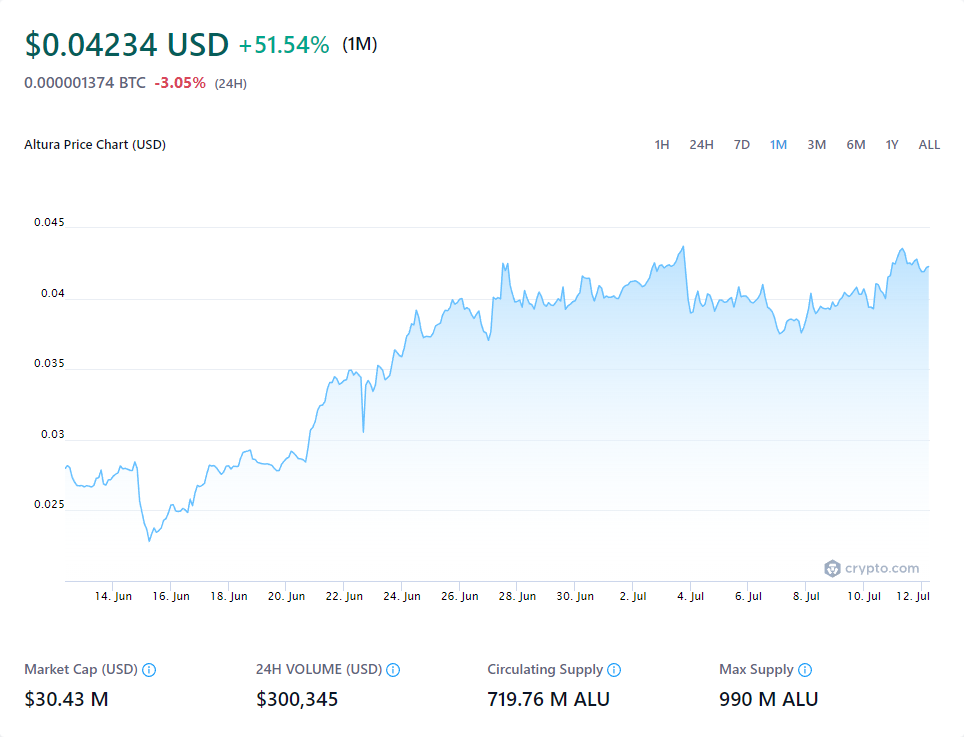 $0.04234 USD +51.54% (1M)
0.000001374 BTC -3.05% (24H)
Altura Price Chart (USD) 1H 24H 7D 1M 3M 6M 1Y ALL
0.045
0.04
0.035
0.03
0.025
crypto.com
14. Jun 16. Jun 18. Jun 20. Jun 22. Jun 24. Jun 26. Jun 28. Jun 30. Jun 2. Jul 4. Jul 6. Jul 8. Jul 10. Jul 12. Jul
Market Cap (USD) 24H VOLUME (USD) Circulating Supply Max Supply
$30.43 M $300,345 719.76 M ALU 990 M ALU